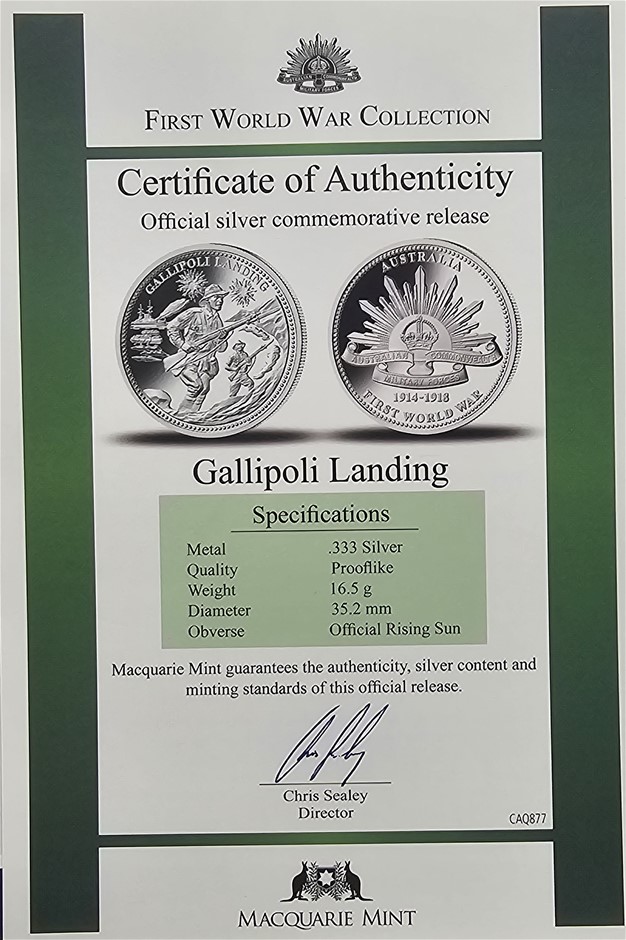 AUSTRALIAN COMMONWEALTH
MILITARY FORCES
FIRST WORLD WAR COLLECTION
Certificate of Authenticity
Official silver commemorative release
GALLIPOLI LANDING
AUSTRALIA
AUSTRALIAN COMMONWEALTH
MILITARY FORCES
1914-1918
FIRST WORLD WAR
Gallipoli Landing
Specifications
Metal .333 Silver
Quality Prooflike
Weight 16.5 g
Diameter 35.2 mm
Obverse Official Rising Sun
Macquarie Mint guarantees the authenticity, silver content and
minting standards of this official release.
Chris Sealey
Director
CAQ877
MACQUARIE MINT